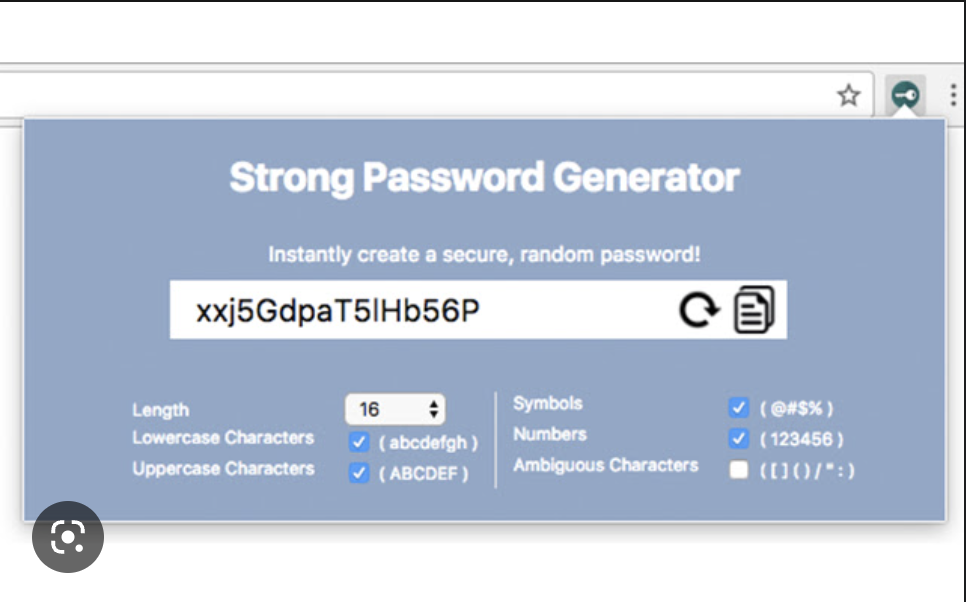 Strong Password Generator
Instantly create a secure, random password!
xxj5GdpaT5lHb56P
Length 16
Lowercase Characters ( abcdefgh )
Uppercase Characters ( ABCDEF )
Symbols ( @#$% )
Numbers ( 123456 )
Ambiguous Characters ( [ ] ( ) / " : )